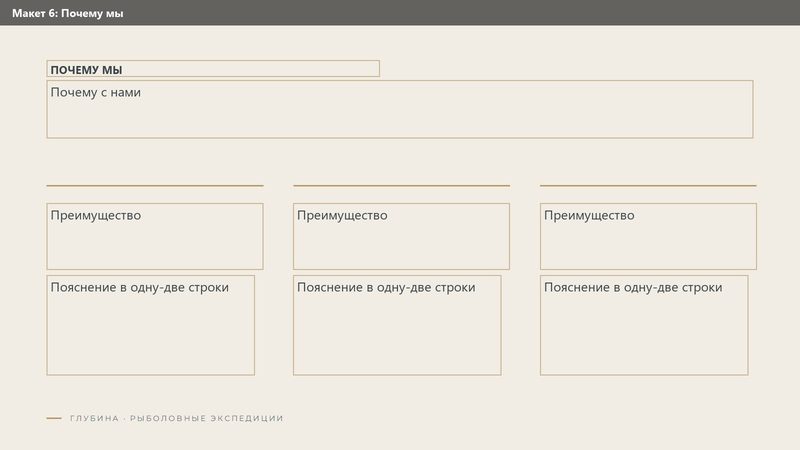 Макет 6: Почему мы
ПОЧЕМУ МЫ
Почему с нами
Преимущество
Преимущество
Преимущество
Пояснение в одну-две строки
Пояснение в одну-две строки
Пояснение в одну-две строки
ГЛУБИНА · РЫБОЛОВНЫЕ ЭКСПЕДИЦИИ